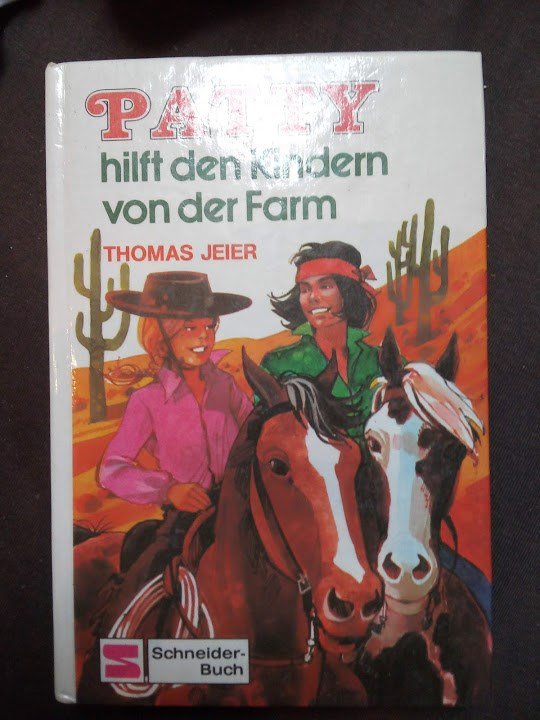 PATTY
hilft den Kindern
von der Farm
THOMAS JEIER
Schneider-
Buch